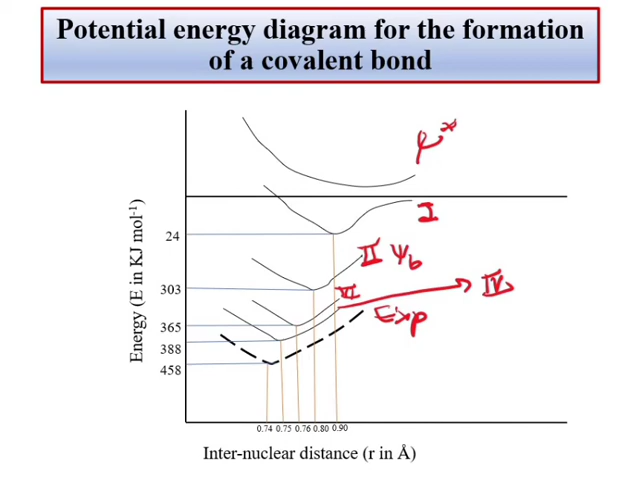 Potential energy diagram for the formation
of a covalent bond
ψ*
I
24
II ψb
303
VI
IV
Exp
365
388
458
Energy (E in KJ mol-1)
0.74 0.75 0.76 0.80 0.90
Inter-nuclear distance (r in Å)